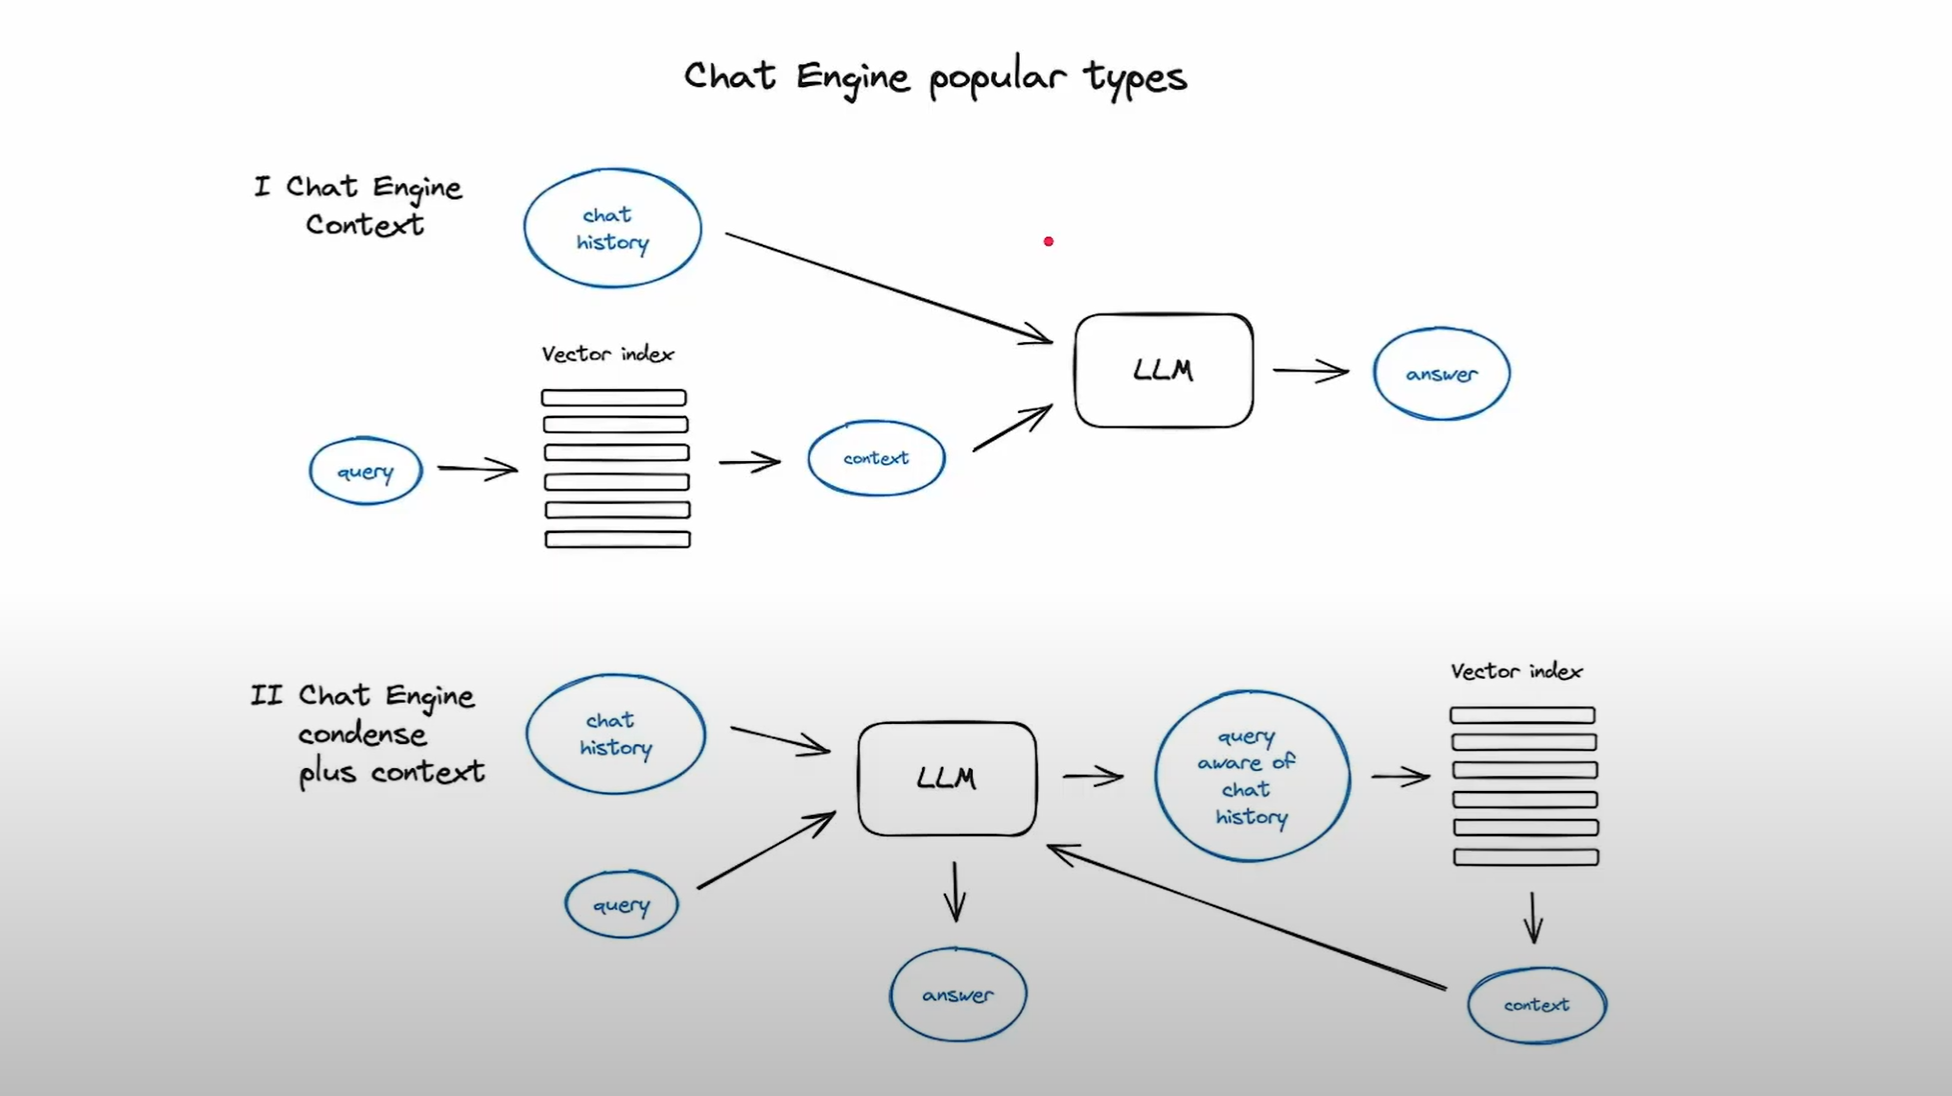 Chat Engine popular types
I Chat Engine
Context
chat
history
Vector index
query
context
LLM
answer
II Chat Engine
condense
plus context
chat
history
query
LLM
answer
query
aware of
chat
history
Vector index
context